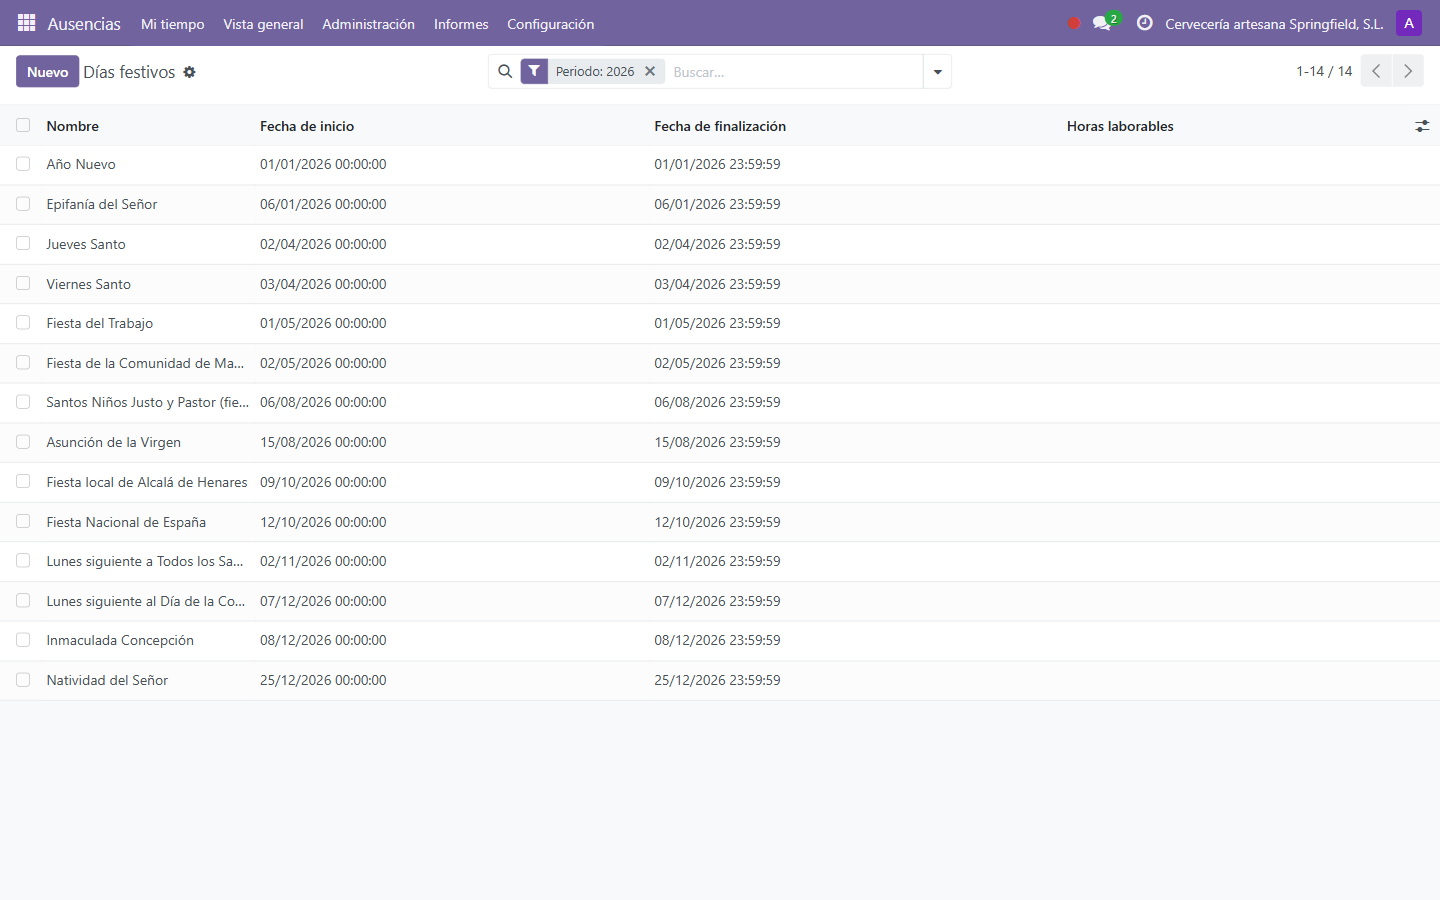 Ausencias Mi tiempo Vista general Administración Informes Configuración 2 Cervecería artesana Springfield, S.L. A
Nuevo Días festivos Periodo: 2026 Buscar... 1-14 / 14
Nombre Fecha de inicio Fecha de finalización Horas laborables
Año Nuevo 01/01/2026 00:00:00 01/01/2026 23:59:59
Epifanía del Señor 06/01/2026 00:00:00 06/01/2026 23:59:59
Jueves Santo 02/04/2026 00:00:00 02/04/2026 23:59:59
Viernes Santo 03/04/2026 00:00:00 03/04/2026 23:59:59
Fiesta del Trabajo 01/05/2026 00:00:00 01/05/2026 23:59:59
Fiesta de la Comunidad de Ma... 02/05/2026 00:00:00 02/05/2026 23:59:59
Santos Niños Justo y Pastor (fie... 06/08/2026 00:00:00 06/08/2026 23:59:59
Asunción de la Virgen 15/08/2026 00:00:00 15/08/2026 23:59:59
Fiesta local de Alcalá de Henares 09/10/2026 00:00:00 09/10/2026 23:59:59
Fiesta Nacional de España 12/10/2026 00:00:00 12/10/2026 23:59:59
Lunes siguiente a Todos los Sa... 02/11/2026 00:00:00 02/11/2026 23:59:59
Lunes siguiente al Día de la Co... 07/12/2026 00:00:00 07/12/2026 23:59:59
Inmaculada Concepción 08/12/2026 00:00:00 08/12/2026 23:59:59
Natividad del Señor 25/12/2026 00:00:00 25/12/2026 23:59:59